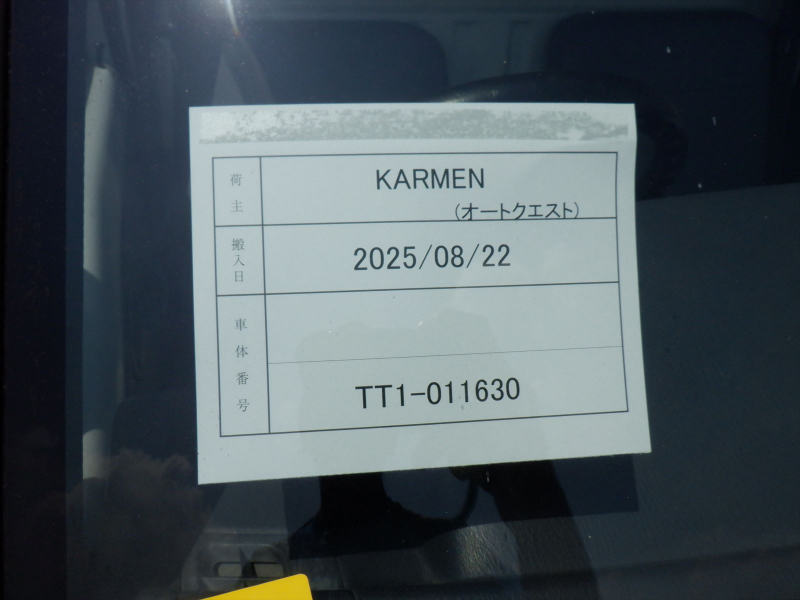 荷主 KARMEN
(オートクエスト)
搬入日 2025/08/22
車体番号 TT1-011630